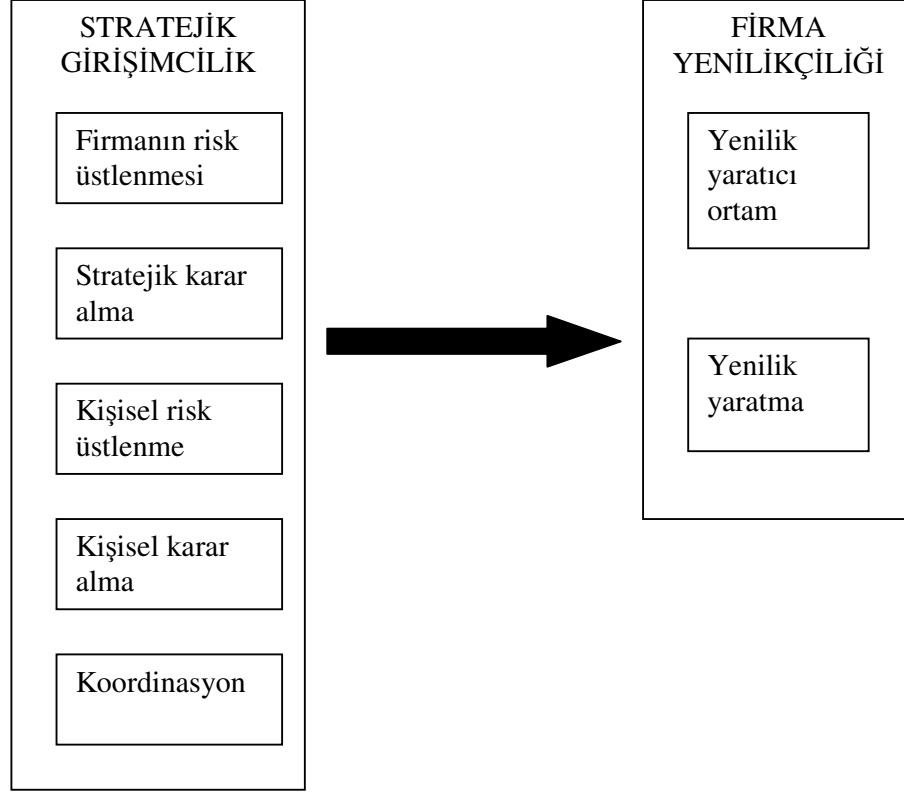 STRATEJİK
GİRİŞİMCİLİK
Firmanın risk
üstlenmesi
Stratejik karar
alma
Kişisel risk
üstlenme
Kişisel karar
alma
Koordinasyon
FİRMA
YENİLİKÇİLİĞİ
Yenilik
yaratıcı
ortam
Yenilik
yaratma